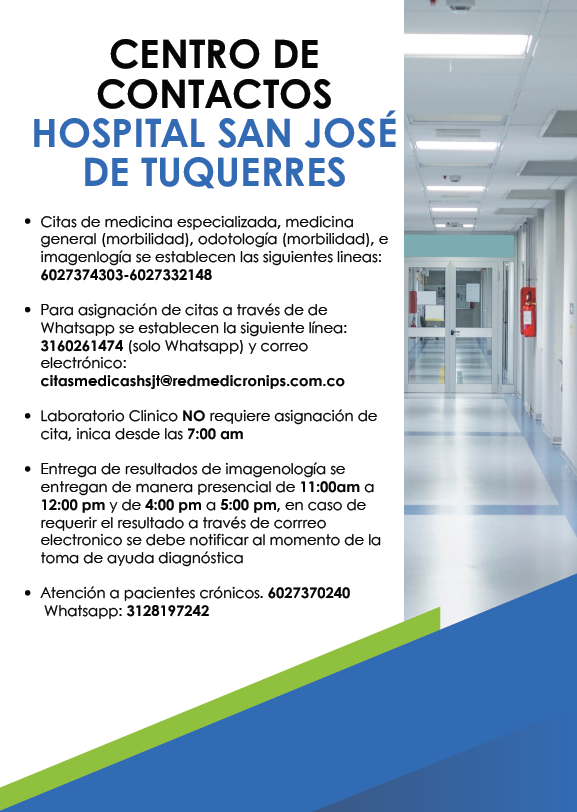 CENTRO DE
CONTACTOS
HOSPITAL SAN JOSÉ
DE TUQUERRES
• Citas de medicina especializada, medicina
general (morbilidad), odotología (morbilidad), e
imagenlogía se establecen las siguientes lineas:
6027374303-6027332148
• Para asignación de citas a través de de
Whatsapp se establecen la siguiente línea:
3160261474 (solo Whatsapp) y correo
electrónico:
citasmedicashsjt@redmedicronips.com.co
• Laboratorio Clinico NO requiere asignación de
cita, inica desde las 7:00 am
• Entrega de resultados de imagenología se
entregan de manera presencial de 11:00am a
12:00 pm y de 4:00 pm a 5:00 pm, en caso de
requerir el resultado a través de corrreo
electronico se debe notificar al momento de la
toma de ayuda diagnóstica
• Atención a pacientes crónicos. 6027370240
Whatsapp: 3128197242